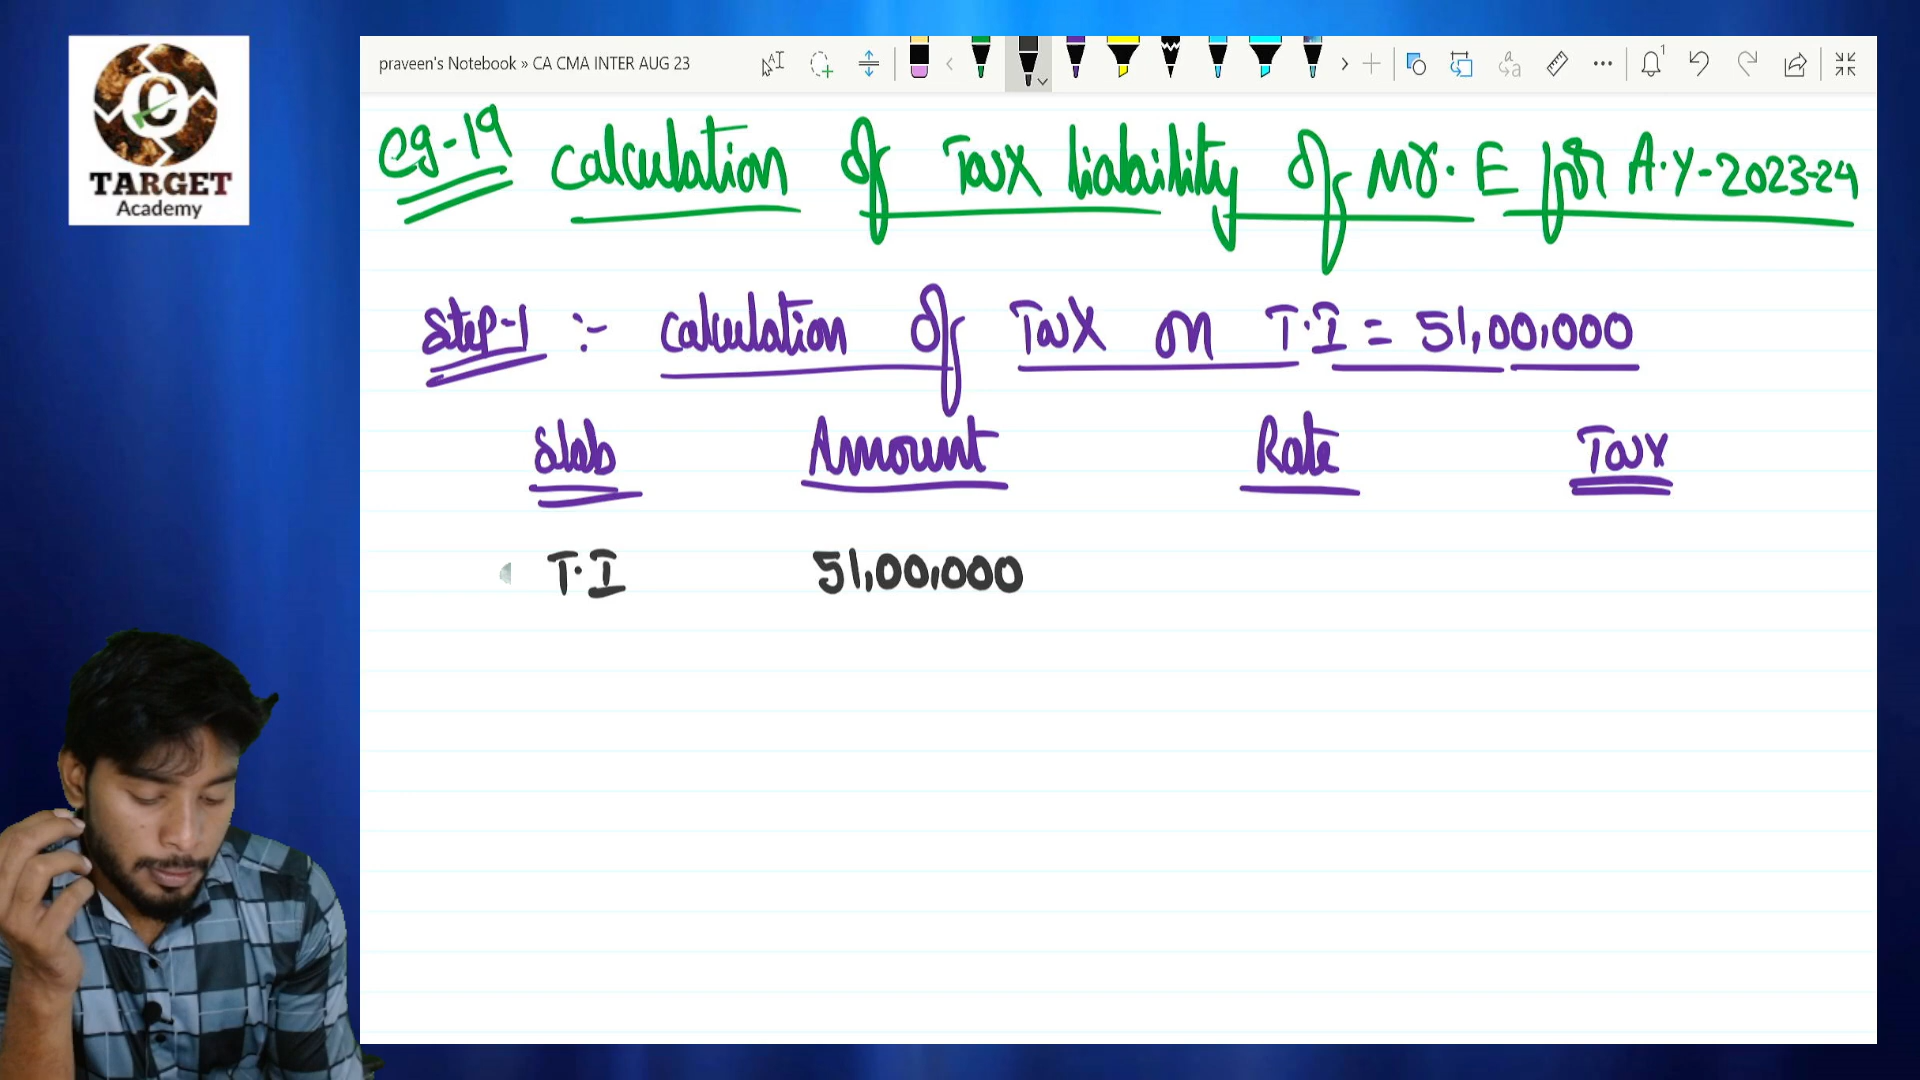 TARGET
Academy
praveen's Notebook » CA CMA INTER AUG 23
eg-19 Calculation of Tax liabaility of Mr. E for A.Y-2023-24
Step-1 :- calculation of Tax on T.I = 51,00,000
Slab Amount Rate Tax
T.I 51,00,000